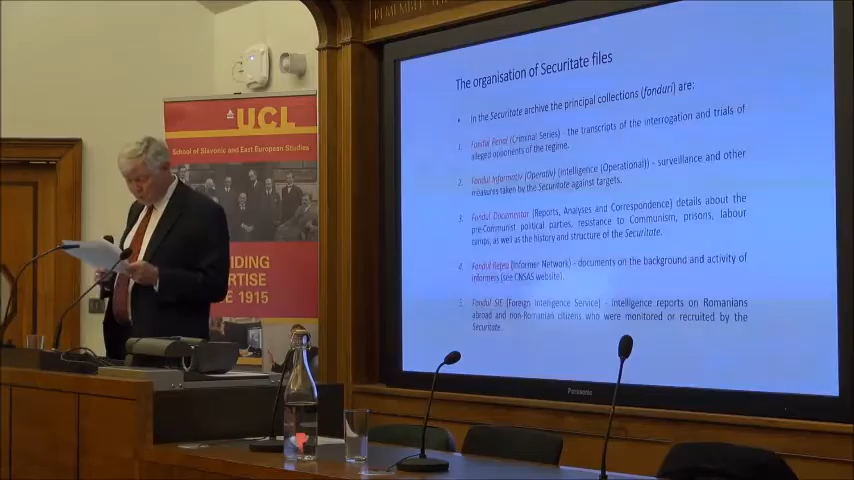 REMEMBER
UCL
School of Slavonic and East European Studies
The organisation of Securitate files
• In the Securitate archive the principal collections (fonduri) are:
1. Fondul Penal (Criminal Series) - the transcripts of the interrogation and trials of
alleged opponents of the regime.
2. Fondul Informativ (Operativ) (Intelligence (Operational)) - surveillance and other
measures taken by the Securitate against targets.
3. Fondul Documentar (Reports, Analyses and Correspondence) details about the
pre-Communist political parties, resistance to Communism, prisons, labour
camps, as well as the history and structure of the Securitate.
4. Fondul Rețea (Informer Network) - documents on the background and activity of
informers (see CNSAS website).
5. Fondul SIE (Foreign Intelligence Service) - intelligence reports on Romanians
abroad and non-Romanian citizens who were monitored or recruited by the
Securitate.
IDING
RTISE
E 1915
Panasonic